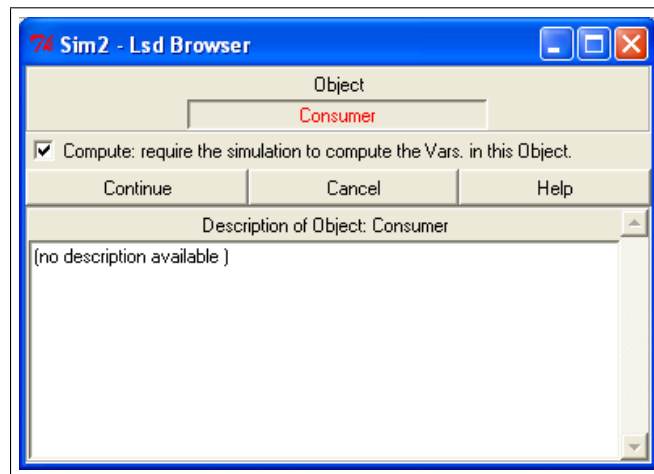 Sim2 - Lsd Browser
Object
Consumer
Compute: require the simulation to compute the Vars. in this Object.
Continue Cancel Help
Description of Object: Consumer
(no description available )